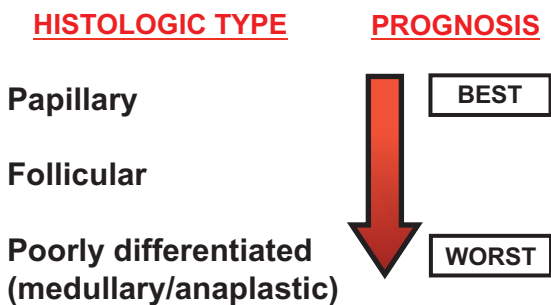 HISTOLOGIC TYPE PROGNOSIS
Papillary BEST
Follicular
Poorly differentiated
(medullary/anaplastic) WORST